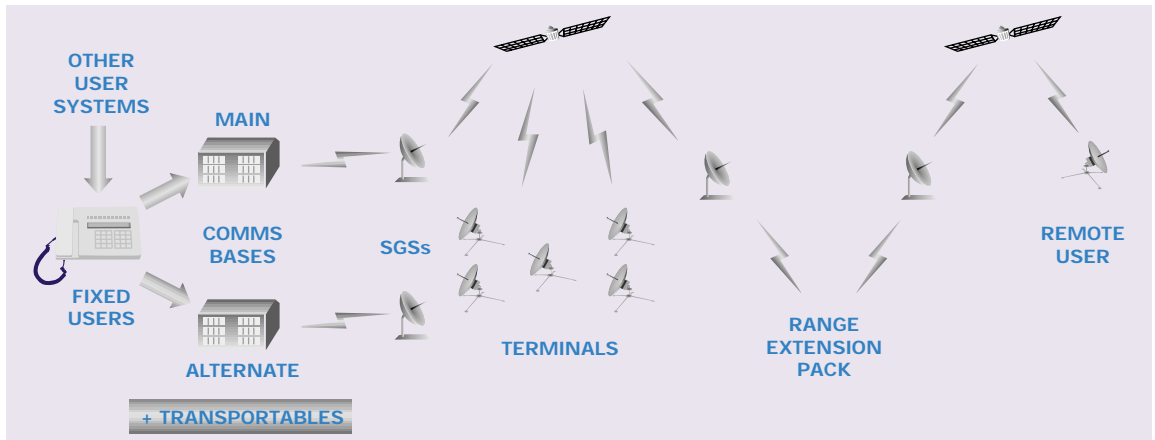 OTHER
USER
SYSTEMS
MAIN
COMMS
BASES
SGSs
FIXED
USERS
ALTERNATE
+ TRANSPORTABLES
TERMINALS
RANGE
EXTENSION
PACK
REMOTE
USER